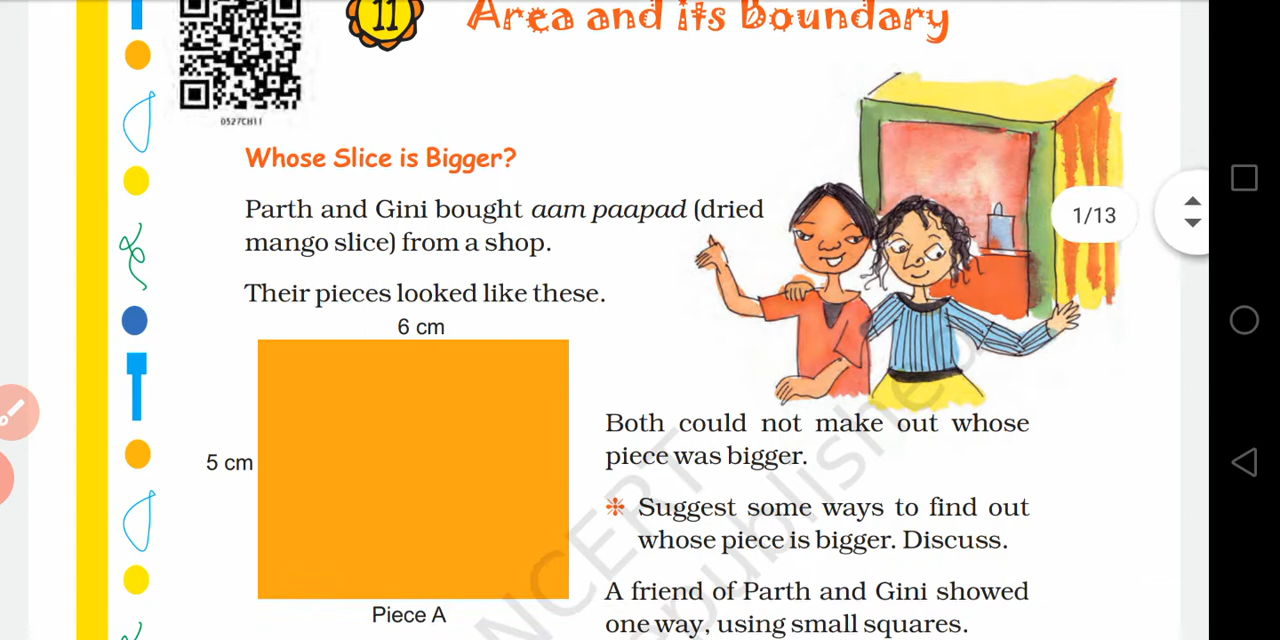 11
Area and its Boundary
0527CH11
Whose Slice is Bigger?
Parth and Gini bought aam paapad (dried
mango slice) from a shop.
Their pieces looked like these.
6 cm
5 cm
Piece A
1/13
Both could not make out whose
piece was bigger.
❉ Suggest some ways to find out
whose piece is bigger. Discuss.
A friend of Parth and Gini showed
one way, using small squares.
NCERT